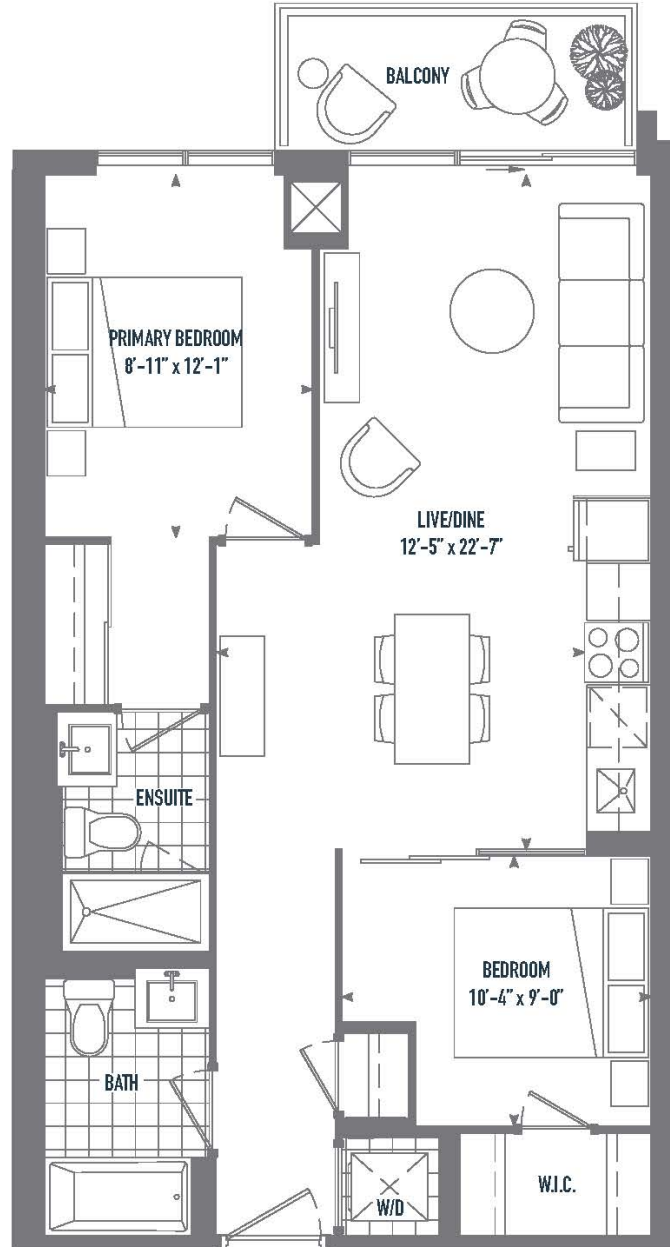 BALCONY
PRIMARY BEDROOM
8'-11" x 12'-1"
LIVE/DINE
12'-5" x 22'-7"
ENSUITE
BEDROOM
10'-4" x 9'-0"
BATH
W.I.C.
W/D